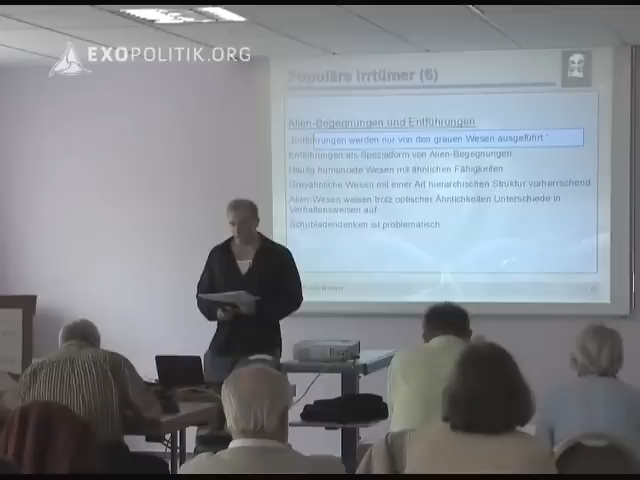 EXOPOLITIK.ORG
Populäre Irrtümer (6)
Alien-Begegnungen und Entführungen
„Entführungen werden nur von den grauen Wesen ausgeführt."
Entführungen als Spezialform von Alien-Begegnungen
Häufig humanoide Wesen mit ähnlichen Fähigkeiten
Greyähnliche Wesen mit einer Art hierarchischen Struktur vorherrschend
Alien-Wesen weisen trotz optischer Ähnlichkeiten Unterschiede in
Verhaltensweisen auf
Schubladendenken ist problematisch